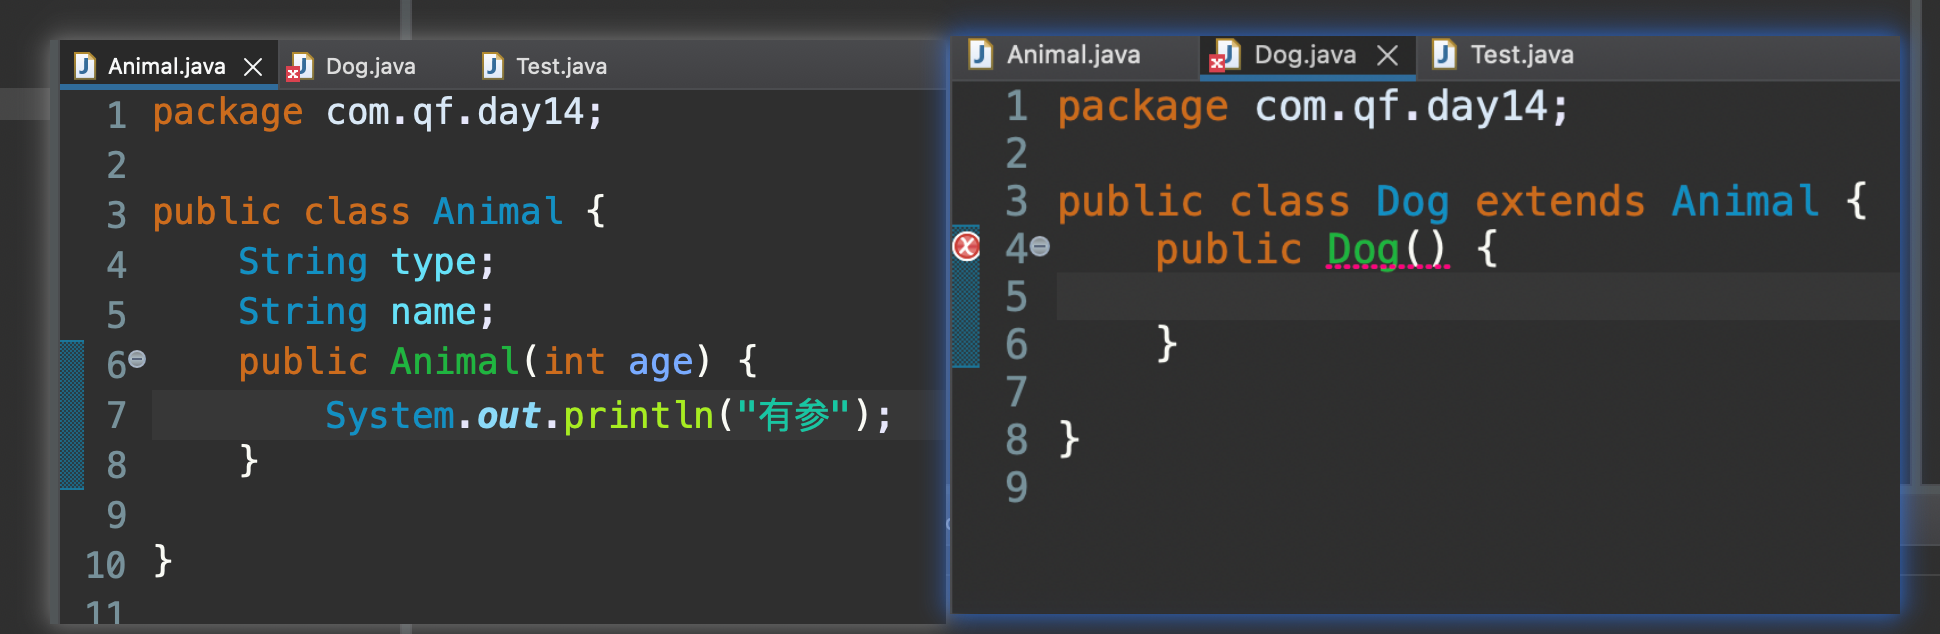 Animal.java Dog.java Test.java
1 package com.qf.day14;
2
3 public class Animal {
4 String type;
5 String name;
6 public Animal(int age) {
7 System.out.println("有参");
8 }
9
10 }
11
Animal.java Dog.java Test.java
1 package com.qf.day14;
2
3 public class Dog extends Animal {
4 public Dog() {
5
6 }
7
8 }
9